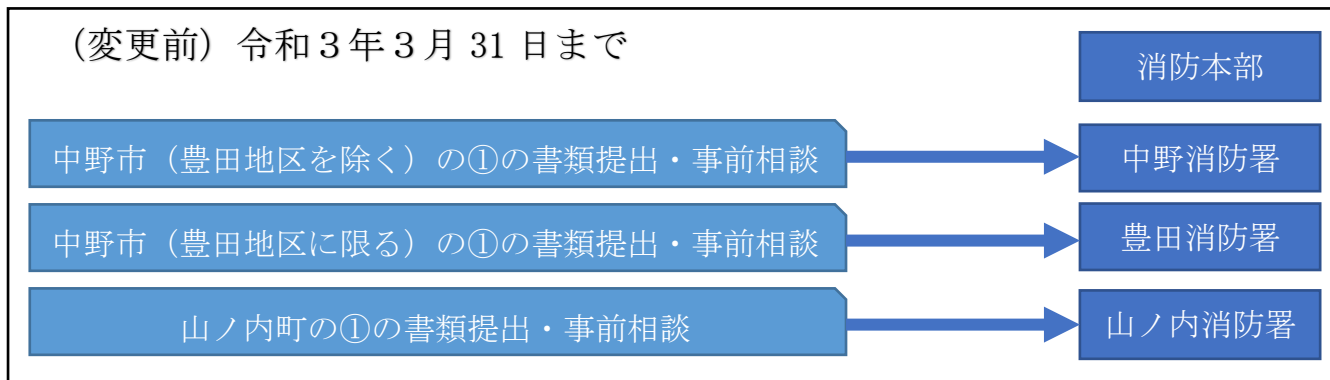 （変更前）令和３年３月 31 日まで
消防本部
中野市（豊田地区を除く）の①の書類提出・事前相談
中野消防署
中野市（豊田地区に限る）の①の書類提出・事前相談
豊田消防署
山ノ内町の①の書類提出・事前相談
山ノ内消防署